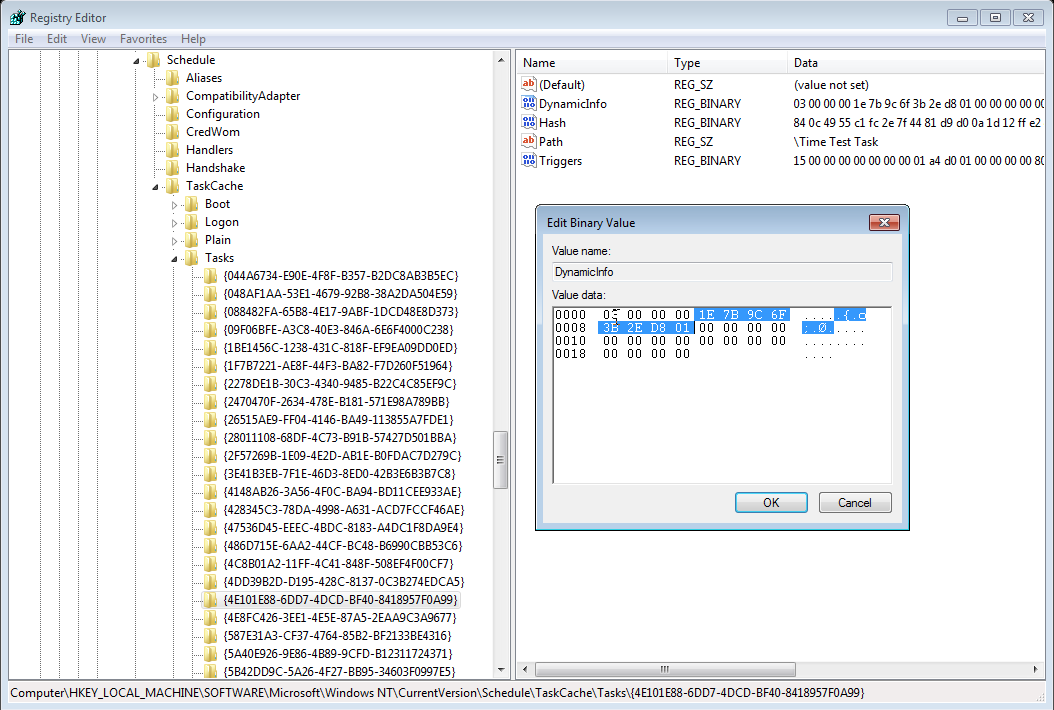 Registry Editor
File Edit View Favorites Help
Schedule
Aliases
CompatibilityAdapter
Configuration
CredWom
Handlers
Handshake
TaskCache
Boot
Logon
Plain
Tasks
{044A6734-E90E-4F8F-B357-B2DC8AB3B5EC}
{048AF1AA-53E1-4679-92B8-38A2DA504E59}
{088482FA-65B8-4E17-9ABF-1DCD48E8D373}
{09F06BFE-A3C8-40E3-846A-6E6F4000C238}
{1BE1456C-1238-431C-818F-EF9EA09DD0ED}
{1F7B7221-AE8F-44F3-BA82-F7D260F51964}
{2278DE1B-30C3-4340-9485-B22C4C85EF9C}
{2470470F-2634-478E-B181-571E98A789BB}
{26515AE9-FF04-4146-BA49-113855A7FDE1}
{28011108-68DF-4C73-B91B-57427D501BBA}
{2F57269B-1E09-4E2D-AB1E-B0FDAC7D279C}
{3E41B3EB-7F1E-46D3-8ED0-42B3E6B3B7C8}
{4148AB26-3A56-4F0C-BA94-BD11CEE933AE}
{428345C3-78DA-4998-A631-ACD7FCCF46AE}
{47536D45-EEEC-4BDC-8183-A4DC1F8DA9E4}
{486D715E-6AA2-44CF-BC48-B6990CBB53C6}
{4C8B01A2-11FF-4C41-848F-508EF4F00CF7}
{4DD39B2D-D195-428C-8137-0C3B274EDCA5}
{4E101E88-6DD7-4DCD-BF40-8418957F0A99}
{4E8FC426-3EE1-4E5E-87A5-2EAA9C3A9677}
{587E31A3-CF37-4764-85B2-BF2133BE4316}
{5A40E926-9E86-4B89-9CFD-B12311724371}
{5B42DD9C-5A26-4F27-BB95-34603F0997E5}
Name Type Data
(Default) REG_SZ (value not set)
DynamicInfo REG_BINARY 03 00 00 00 1e 7b 9c 6f 3b 2e d8 01 00 00 00 00 00
Hash REG_BINARY 84 0c 49 55 c1 fc 2e 7f 44 81 d9 d0 0a 1d 12 ff e2
Path REG_SZ \Time Test Task
Triggers REG_BINARY 15 00 00 00 00 00 00 00 01 a4 d0 01 00 00 00 00 80
Edit Binary Value
Value name:
DynamicInfo
Value data:
0000 03 00 00 00 1E 7B 9C 6F .....{.o
0008 3B 2E D8 01 00 00 00 00 ;.Ø.....
0010 00 00 00 00 00 00 00 00 ........
0018 00 00 00 00 ....
OK Cancel
Computer\HKEY_LOCAL_MACHINE\SOFTWARE\Microsoft\Windows NT\CurrentVersion\Schedule\TaskCache\Tasks\{4E101E88-6DD7-4DCD-BF40-8418957F0A99}